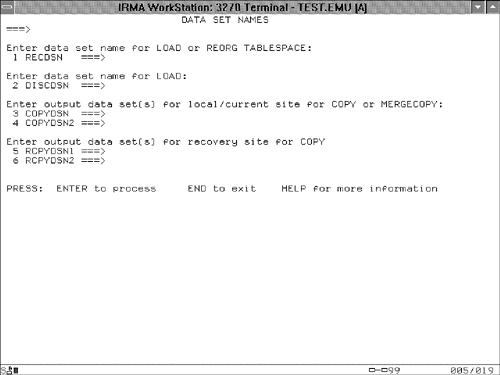 IRMA WorkStation: 3270 Terminal - TEST.EMU [A]
DATA SET NAMES
===>
Enter data set name for LOAD or REORG TABLESPACE:
1 RECDSN ===>
Enter data set name for LOAD:
2 DISCDSN ===>
Enter output data set(s) for local/current site for COPY or MERGECOPY:
3 COPYDSN ===>
4 COPYDSN2 ===>
Enter output data set(s) for recovery site for COPY
5 RCPYDSN1 ===>
6 RCPYDSN2 ===>
PRESS: ENTER to process END to exit HELP for more information
99 005/019